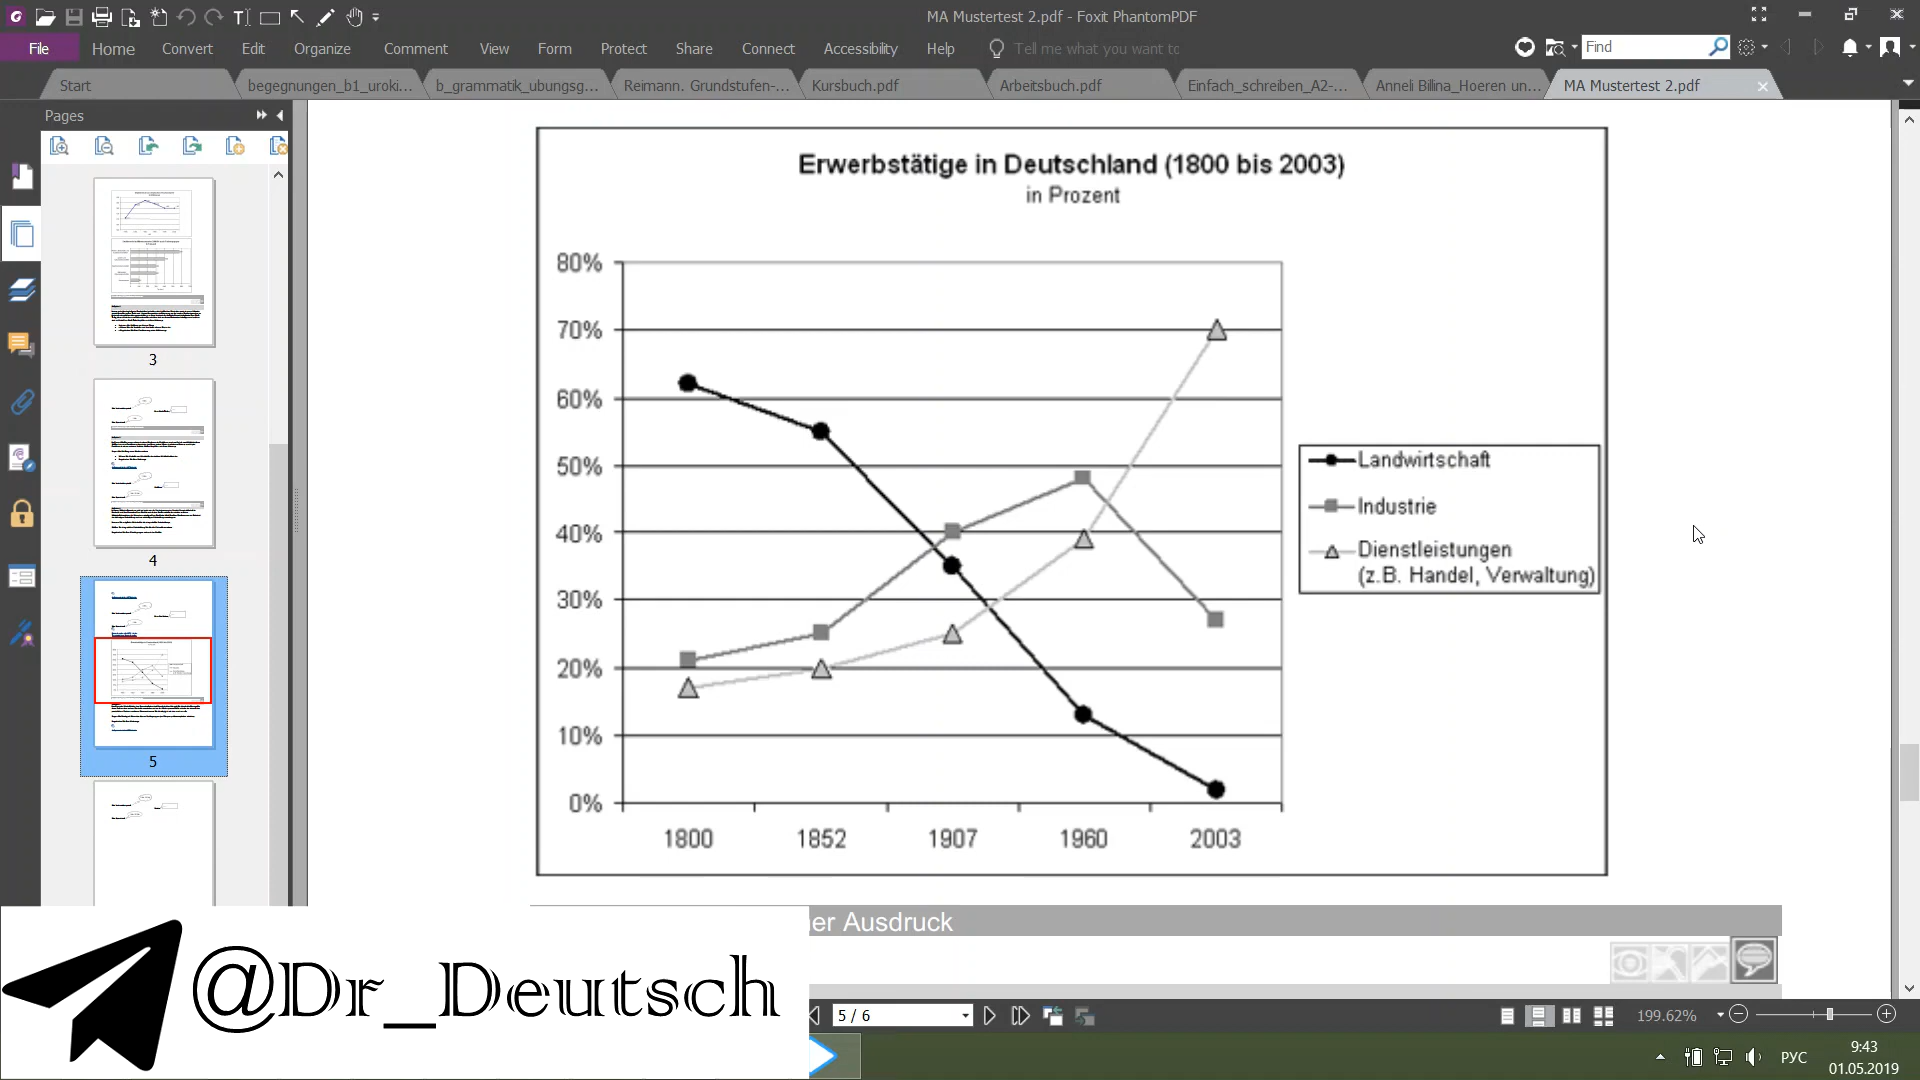 MA Mustertest 2.pdf - Foxit PhantomPDF
File Home Convert Edit Organize Comment View Form Protect Share Connect Accessibility Help Tell me what you want to Find
Start begegnungen_b1_uroki... b_grammatik_ubungsg... Reimann. Grundstufen-... Kursbuch.pdf Arbeitsbuch.pdf Einfach_schreiben_A2-... Anneli Bilina_Hoeren un... MA Mustertest 2.pdf
Pages
3
4
5
Erwerbstätige in Deutschland (1800 bis 2003)
in Prozent
80%
70%
60%
50%
40%
30%
20%
10%
0%
1800 1852 1907 1960 2003
Landwirtschaft
Industrie
Dienstleistungen
(z.B. Handel, Verwaltung)
er Ausdruck
@Dr_Deutsch
5 / 6
199.62%
РУС
9:43
01.05.2019